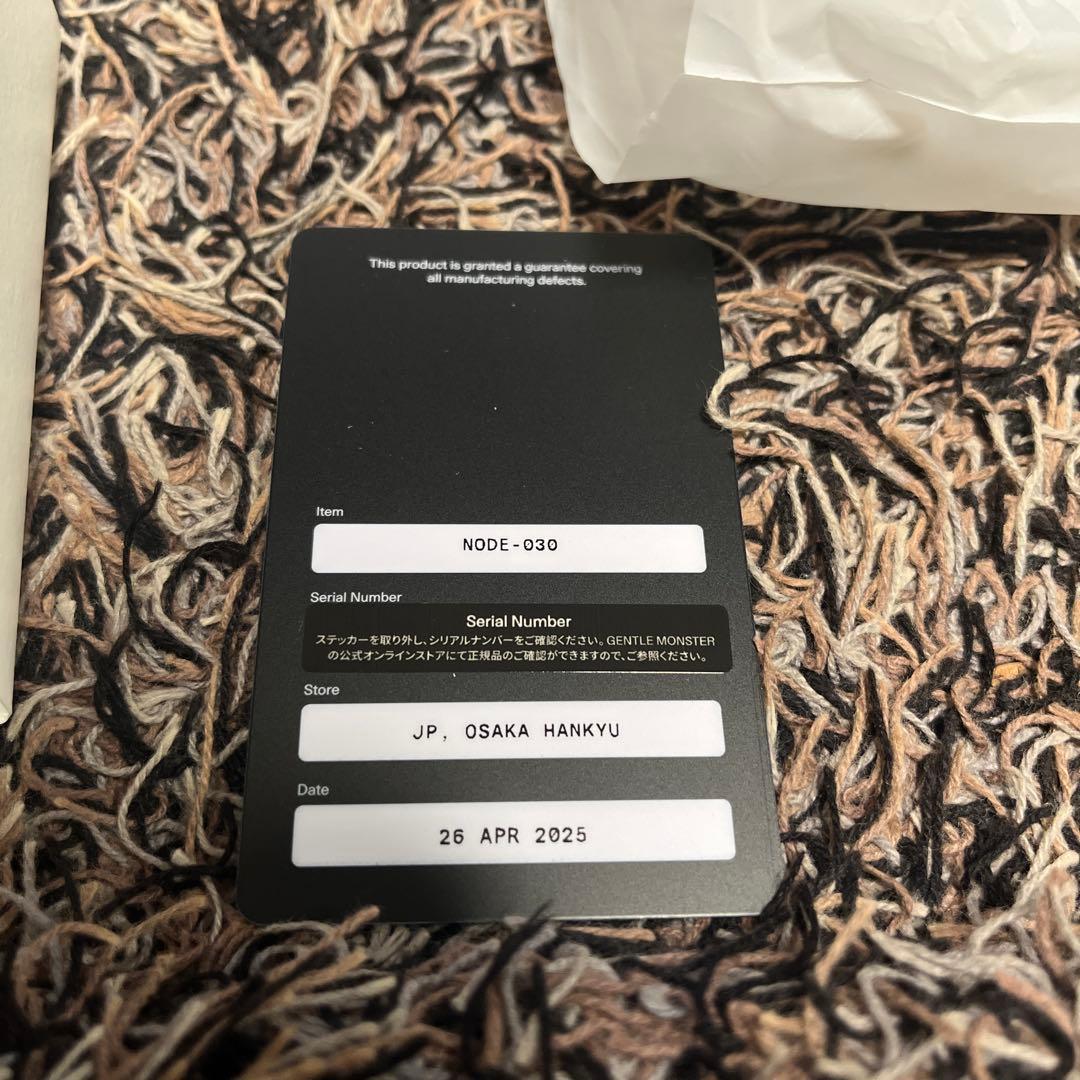 This product is granted a guarantee covering
all manufacturing defects.
Item
NODE-030
Serial Number
Serial Number
ステッカーを取り外し、シリアルナンバーをご確認ください。GENTLE MONSTER
の公式オンラインストアにて正規品のご確認ができますので、ご参照ください。
Store
JP, OSAKA HANKYU
Date
26 APR 2025